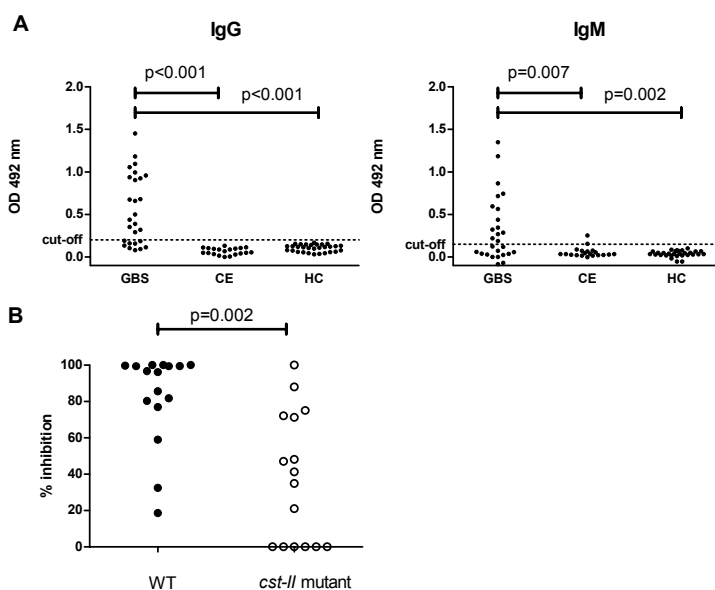 A
IgG
IgM
p<0.001
p<0.001
p=0.007
p=0.002
OD 492 nm
2.0
1.5
1.0
0.5
cut-off
0.0
GBS CE HC
OD 492 nm
2.0
1.5
1.0
0.5
cut-off
0.0
GBS CE HC
B
p=0.002
% inhibition
100
80
60
40
20
0
WT cst-II mutant